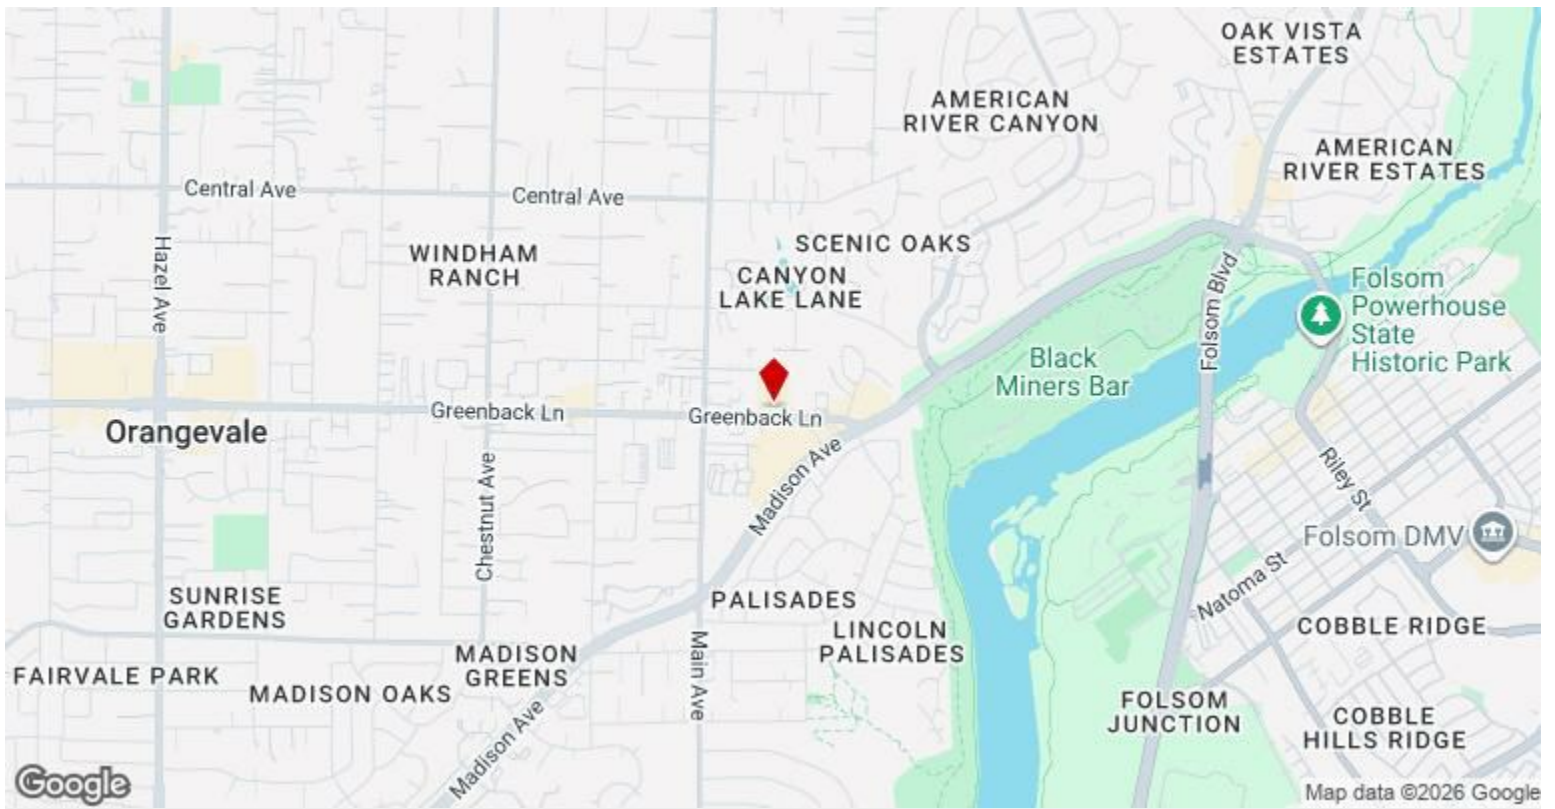 OAK VISTA
ESTATES
AMERICAN
RIVER CANYON
AMERICAN
RIVER ESTATES
Central Ave
Central Ave
Hazel Ave
WINDHAM
RANCH
SCENIC OAKS
CANYON
LAKE LANE
Folsom Blvd
Folsom
Powerhouse
State
Historic Park
Black
Miners Bar
Greenback Ln
Greenback Ln
Orangevale
Madison Ave
Chestnut Ave
Riley St
Folsom DMV
Natoma St
SUNRISE
GARDENS
PALISADES
LINCOLN
PALISADES
COBBLE RIDGE
Main Ave
MADISON
GREENS
FAIRVALE PARK
MADISON OAKS
Madison Ave
FOLSOM
JUNCTION
COBBLE
HILLS RIDGE
Google
Map data ©2026 Google